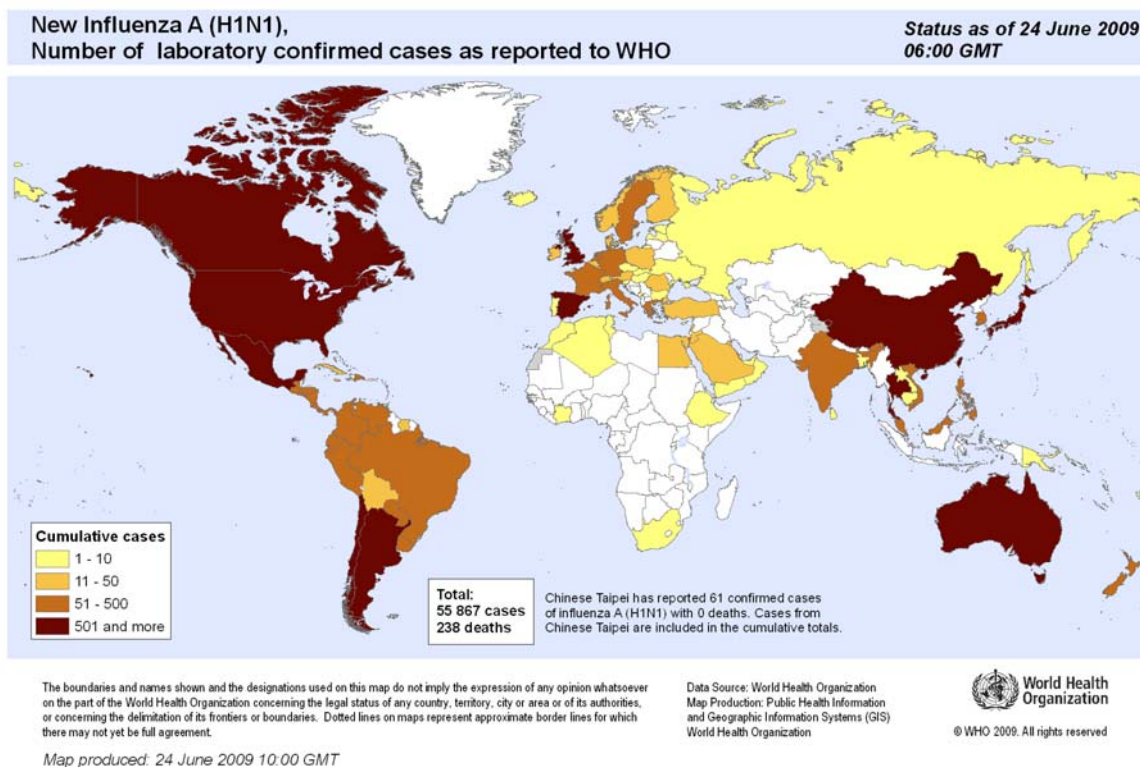 New Influenza A (H1N1),
Number of laboratory confirmed cases as reported to WHO
Status as of 24 June 2009
06:00 GMT
Cumulative cases
1 - 10
11 - 50
51 - 500
501 and more
Total:
55 867 cases
238 deaths
Chinese Taipei has reported 61 confirmed cases
of influenza A (H1N1) with 0 deaths. Cases from
Chinese Taipei are included in the cumulative totals.
The boundaries and names shown and the designations used on this map do not imply the expression of any opinion whatsoever
on the part of the World Health Organization concerning the legal status of any country, territory, city or area or of its authorities,
or concerning the delimitation of its frontiers or boundaries. Dotted lines on maps represent approximate border lines for which
there may not yet be full agreement.
Data Source: World Health Organization
Map Production: Public Health Information
and Geographic Information Systems (GIS)
World Health Organization
World Health
Organization
© WHO 2009. All rights reserved
Map produced: 24 June 2009 10:00 GMT